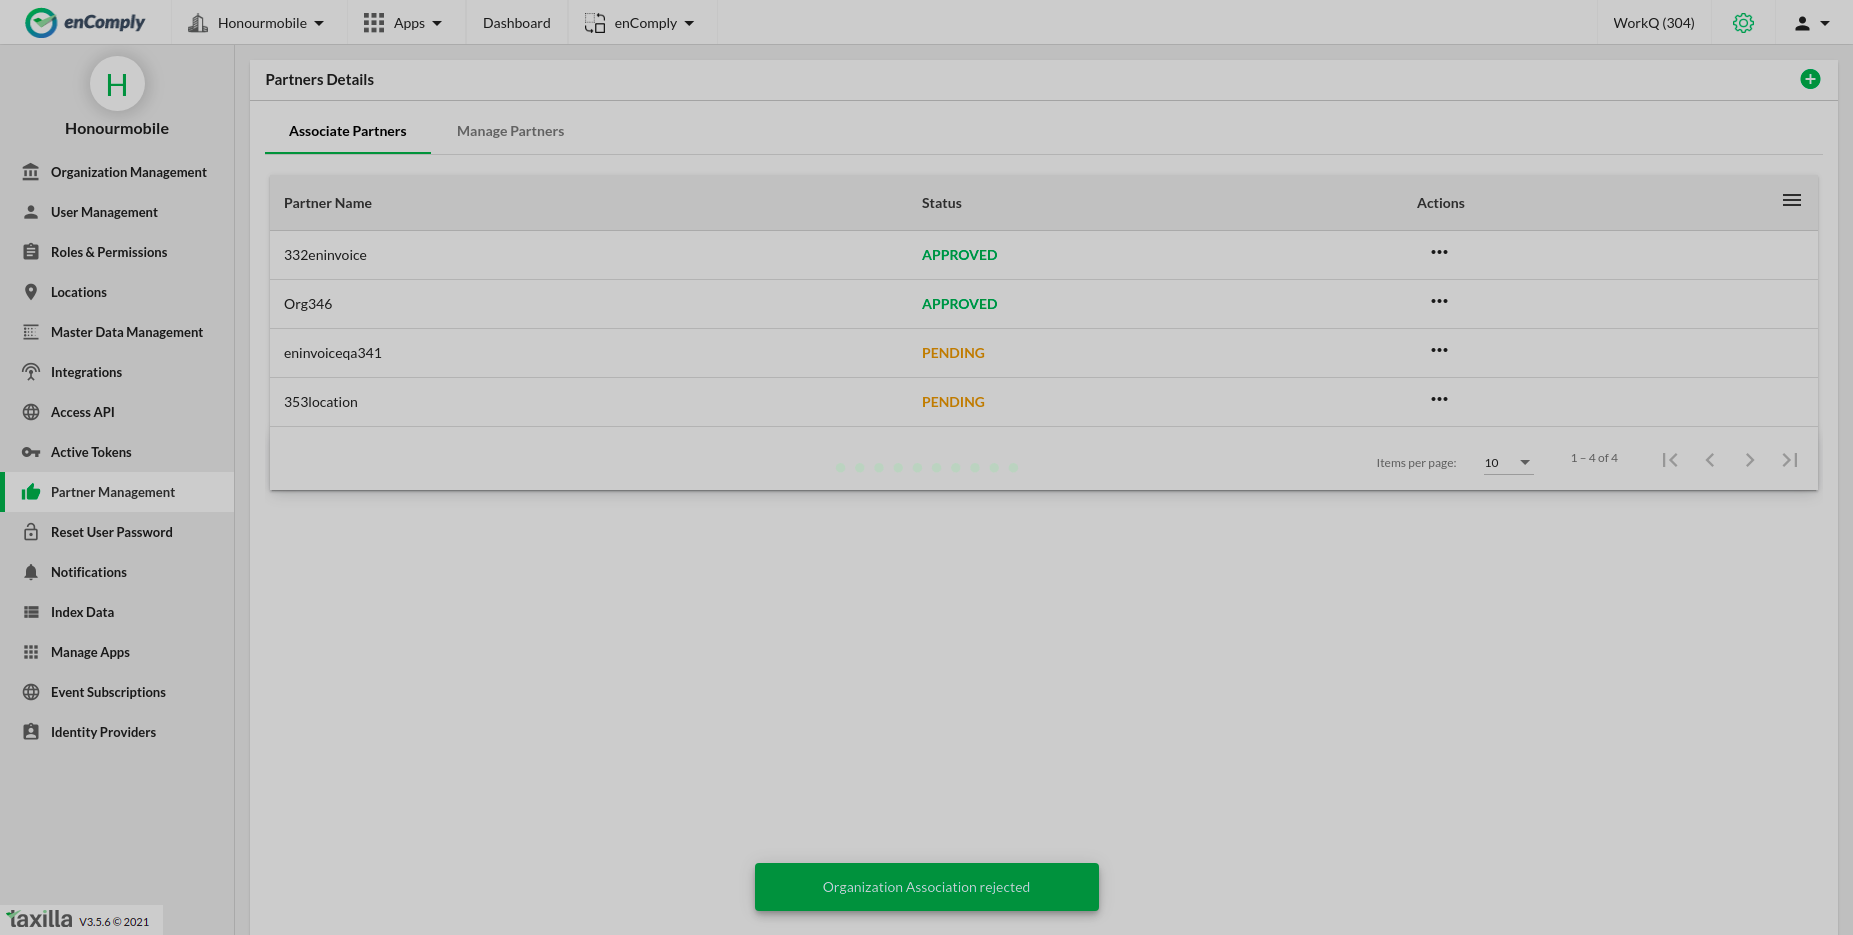 enComply
Honourmobile
Apps
Dashboard
enComply
WorkQ (304)
H
Honourmobile
Organization Management
User Management
Roles & Permissions
Locations
Master Data Management
Integrations
Access API
Active Tokens
Partner Management
Reset User Password
Notifications
Index Data
Manage Apps
Event Subscriptions
Identity Providers
taxilla V3.5.6 © 2021
Partners Details
Associate Partners
Manage Partners
Partner Name Status Actions
332eninvoice APPROVED
Org346 APPROVED
eninvoiceqa341 PENDING
353location PENDING
Items per page: 10 1 – 4 of 4
Organization Association rejected